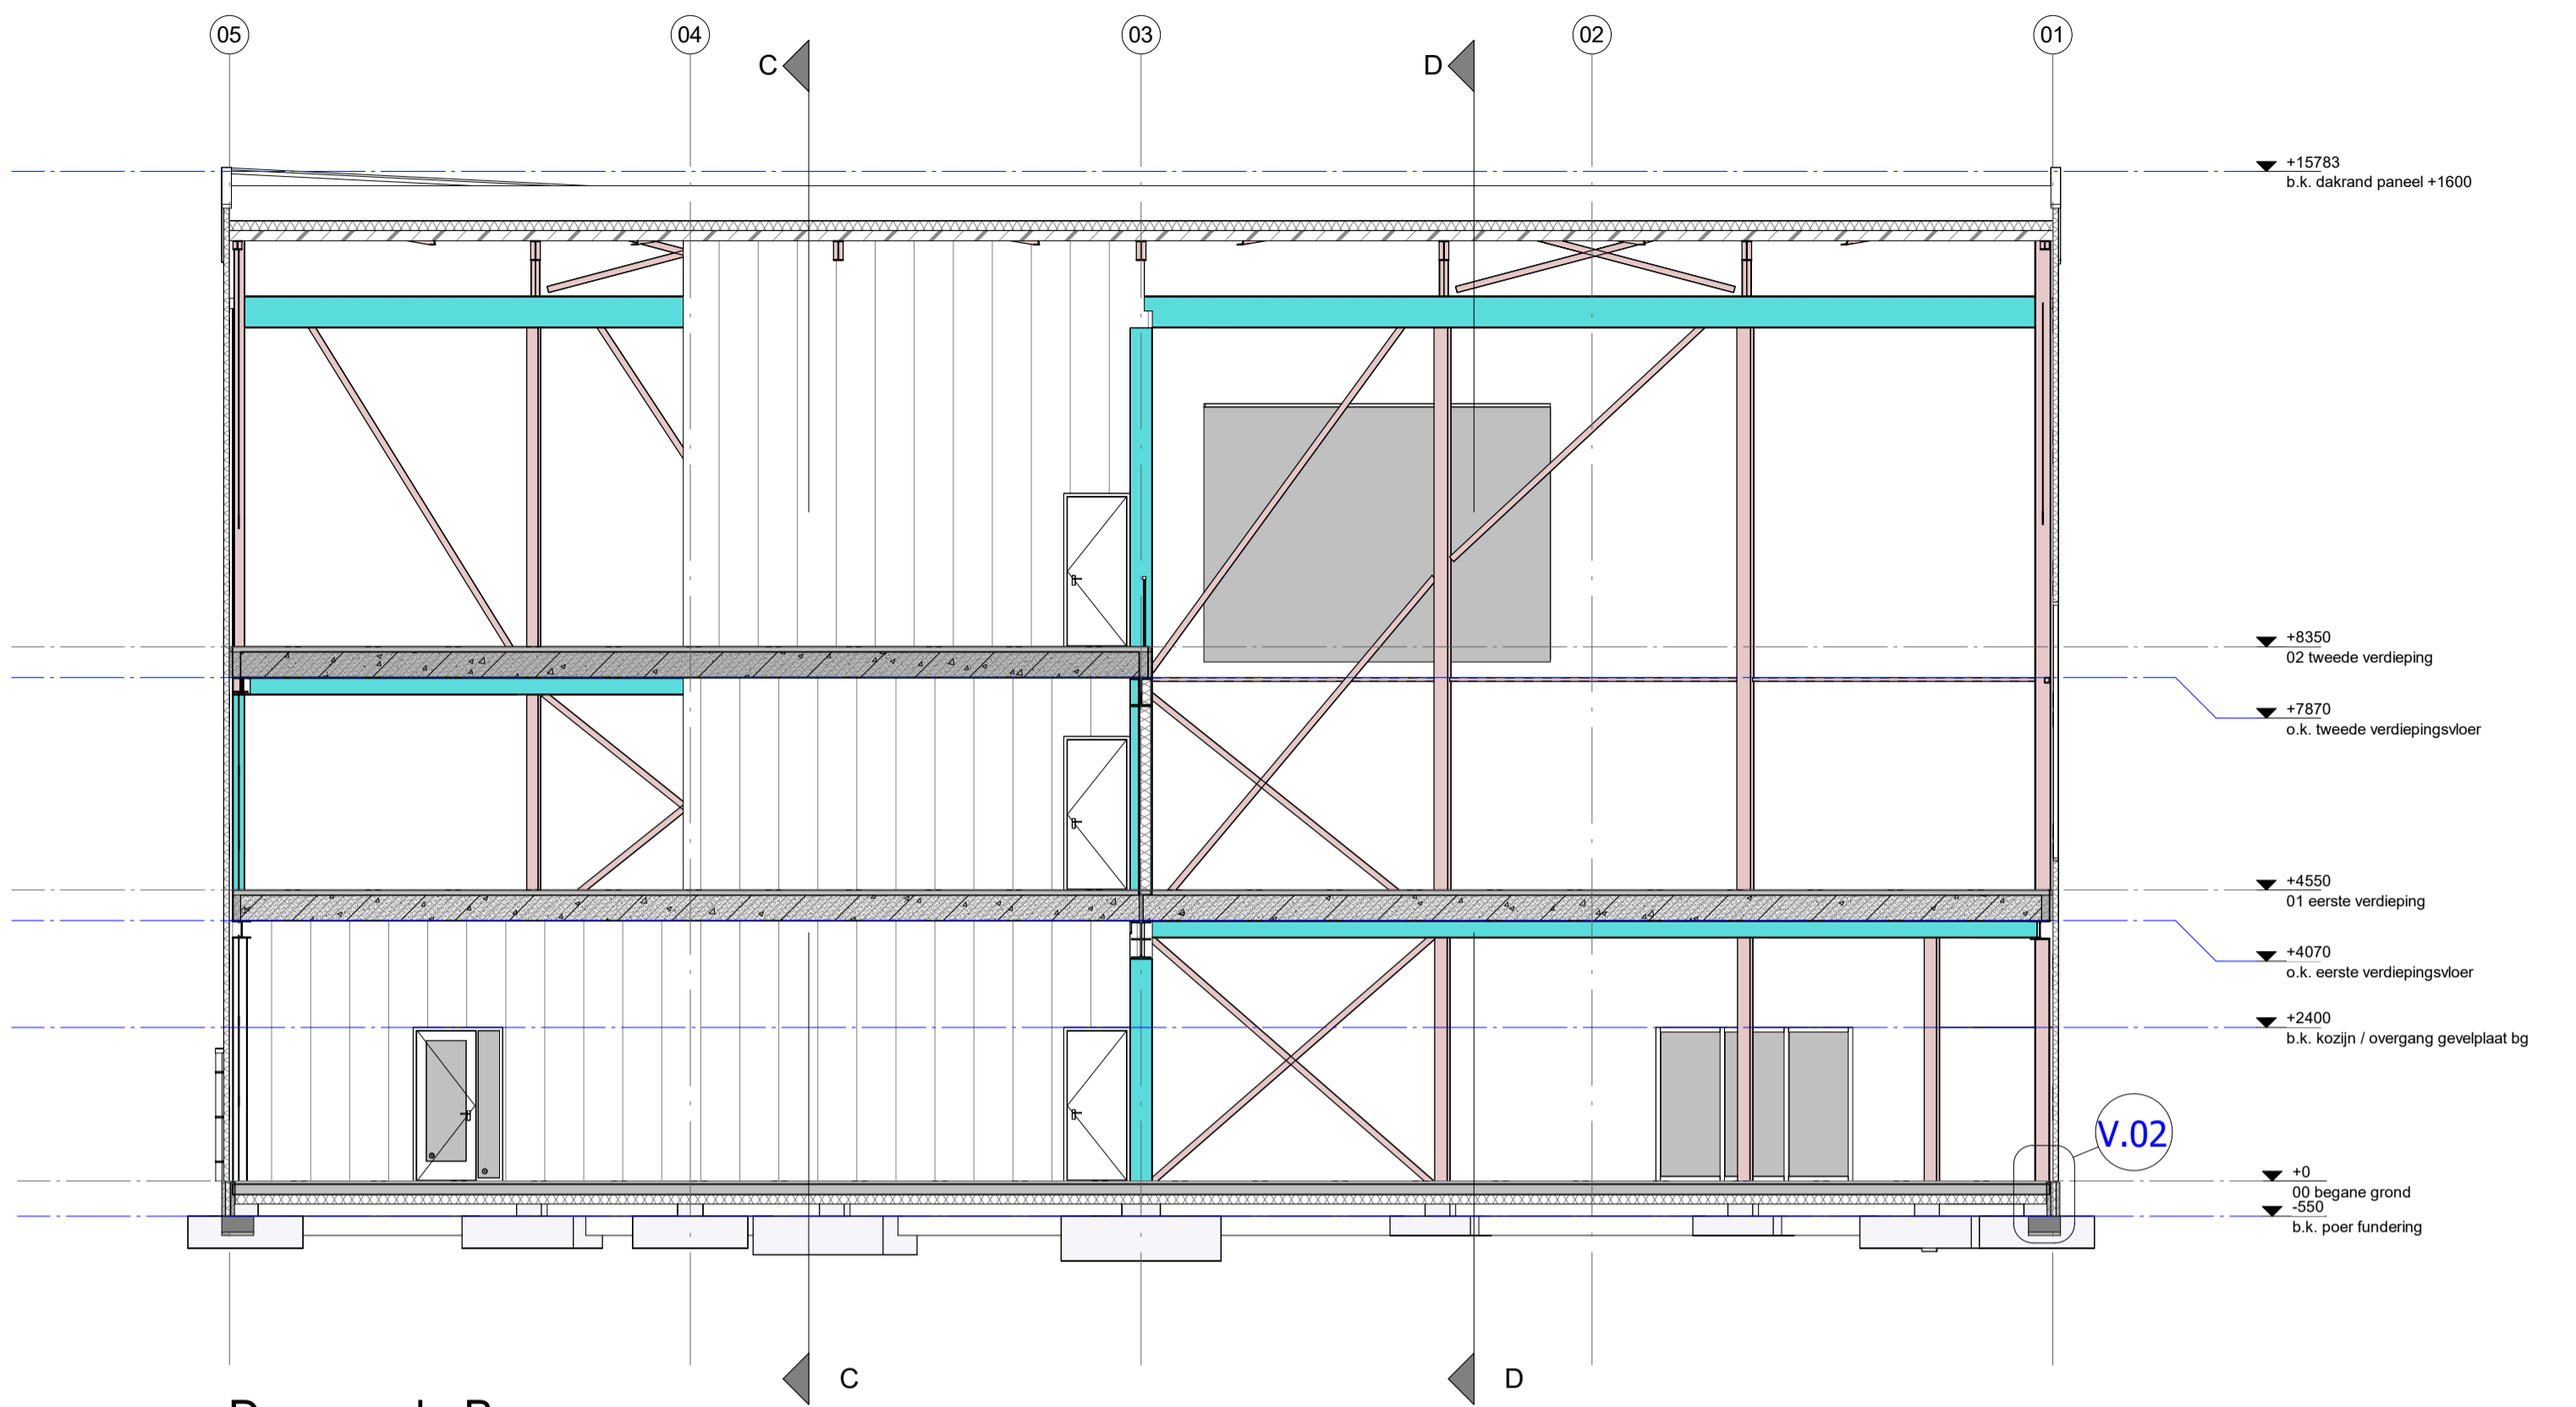 05
04
03
02
01
C
D
+15783
b.k. dakrand paneel +1600
+8350
02 tweede verdieping
+7870
o.k. tweede verdiepingsvloer
+4550
01 eerste verdieping
+4070
o.k. eerste verdiepingsvloer
+2400
b.k. kozijn / overgang gevelplaat bg
V.02
+0
00 begane grond
-550
b.k. poer fundering
C
D